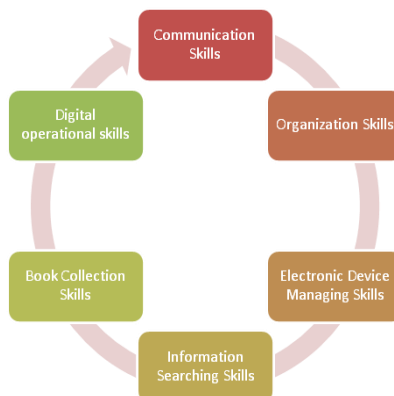 Communication
Skills
Organization Skills
Electronic Device
Managing Skills
Information
Searching Skills
Book Collection
Skills
Digital
operational skills